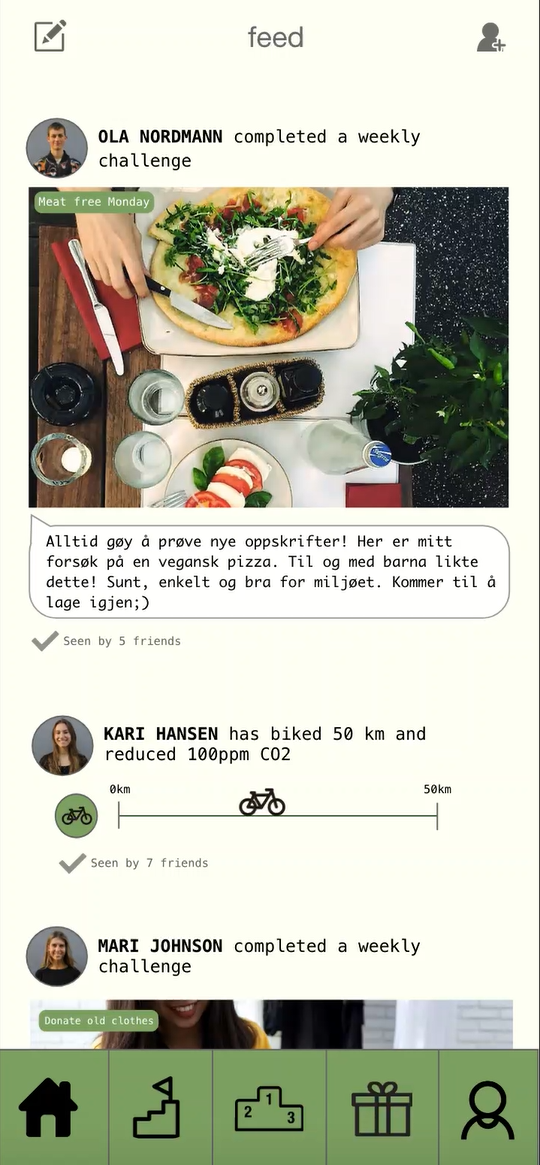 feed
OLA NORDMANN completed a weekly
challenge
Meat free Monday
Alltid gøy å prøve nye oppskrifter! Her er mitt
forsøk på en vegansk pizza. Til og med barna likte
dette! Sunt, enkelt og bra for miljøet. Kommer til å
lage igjen;)
Seen by 5 friends
KARI HANSEN has biked 50 km and
reduced 100ppm CO2
0km
50km
Seen by 7 friends
MARI JOHNSON completed a weekly
challenge
Donate old clothes
2 1 3